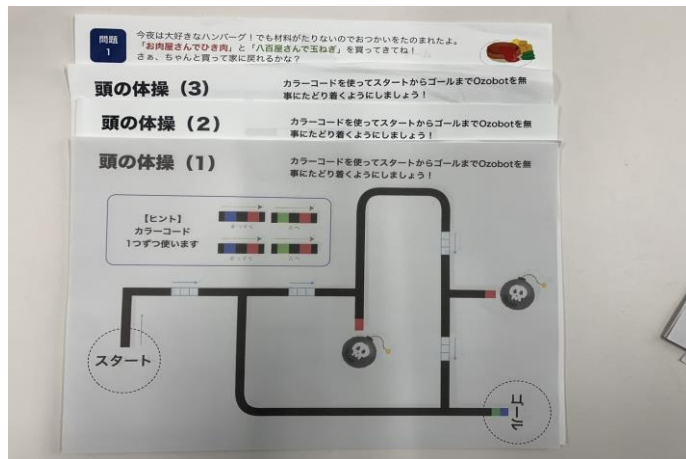 問題
1
今夜は大好きなハンバーグ！でも材料がたりないのでおつかいをたのまれたよ。
「お肉屋さんでひき肉」と「八百屋さんで玉ねぎ」を買ってきてね！
さぁ、ちゃんと買って家に戻れるかな？
頭の体操（3）
カラーコードを使ってスタートからゴールまでOzobotを無
事にたどり着くようにしましょう！
頭の体操（2）
カラーコードを使ってスタートからゴールまでOzobotを無
事にたどり着くようにしましょう！
頭の体操（1）
カラーコードを使ってスタートからゴールまでOzobotを無
事にたどり着くようにしましょう！
【ヒント】
カラーコード
1つずつ使います
スタート
ゴール